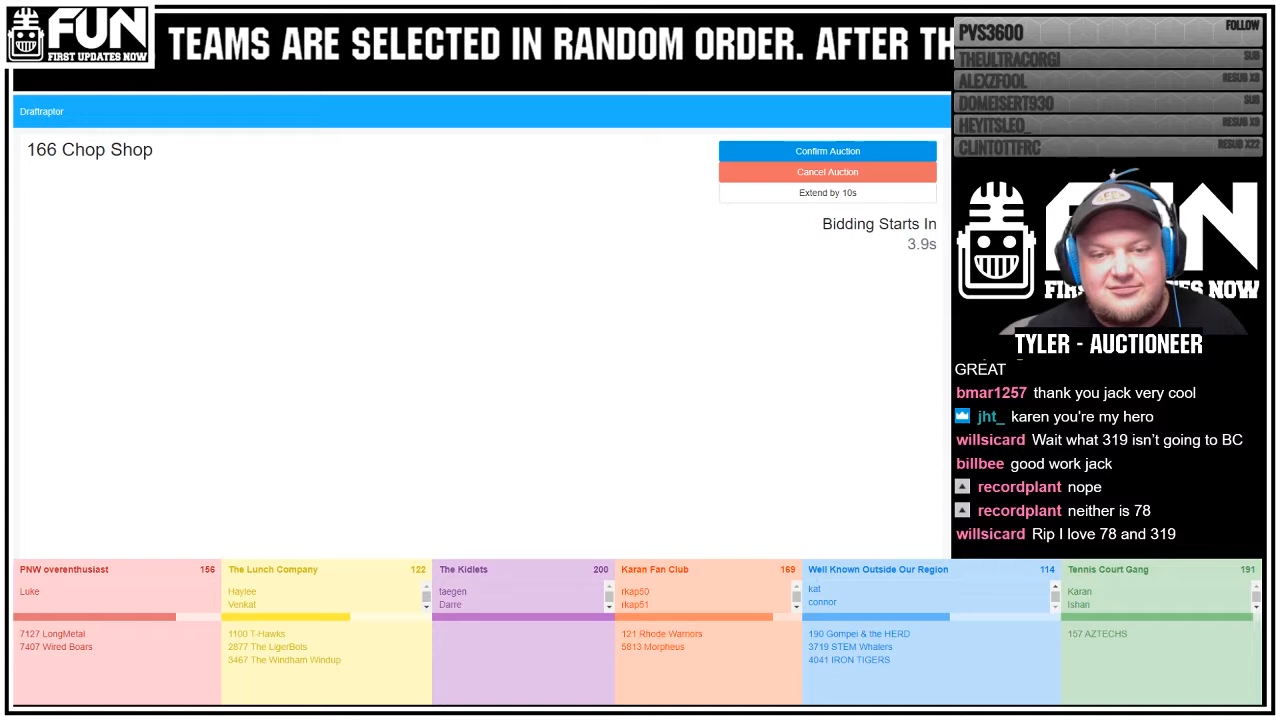 FUN
FIRST UPDATES NOW
TEAMS ARE SELECTED IN RANDOM ORDER. AFTER TH
PVS3600 FOLLOW
THEULTRACORGI SUB
ALEXZFOOL RESUB X8
DOMEISERT930 SUB
HEYITSLEO_ RESUB X9
CLINTOTTFRC RESUB X22
Draftraptor
166 Chop Shop
Confirm Auction
Cancel Auction
Extend by 10s
Bidding Starts In
3.9s
TYLER - AUCTIONEER
GREAT
bmar1257 thank you jack very cool
jht_ karen you're my hero
willsicard Wait what 319 isn't going to BC
billbee good work jack
recordplant nope
recordplant neither is 78
willsicard Rip I love 78 and 319
PNW overenthusiast 156
Luke
7127 LongMetal
7407 Wired Boars
The Lunch Company 122
Haylee
Venkat
1100 T-Hawks
2877 The LigerBots
3467 The Windham Windup
The Kidlets 200
taegen
Darre
Karan Fan Club 169
rkap50
rkap51
121 Rhode Warriors
5813 Morpheus
Well Known Outside Our Region 114
kat
connor
190 Gompei & the HERD
3719 STEM Whalers
4041 IRON TIGERS
Tennis Court Gang 191
Karan
Ishan
157 AZTECHS